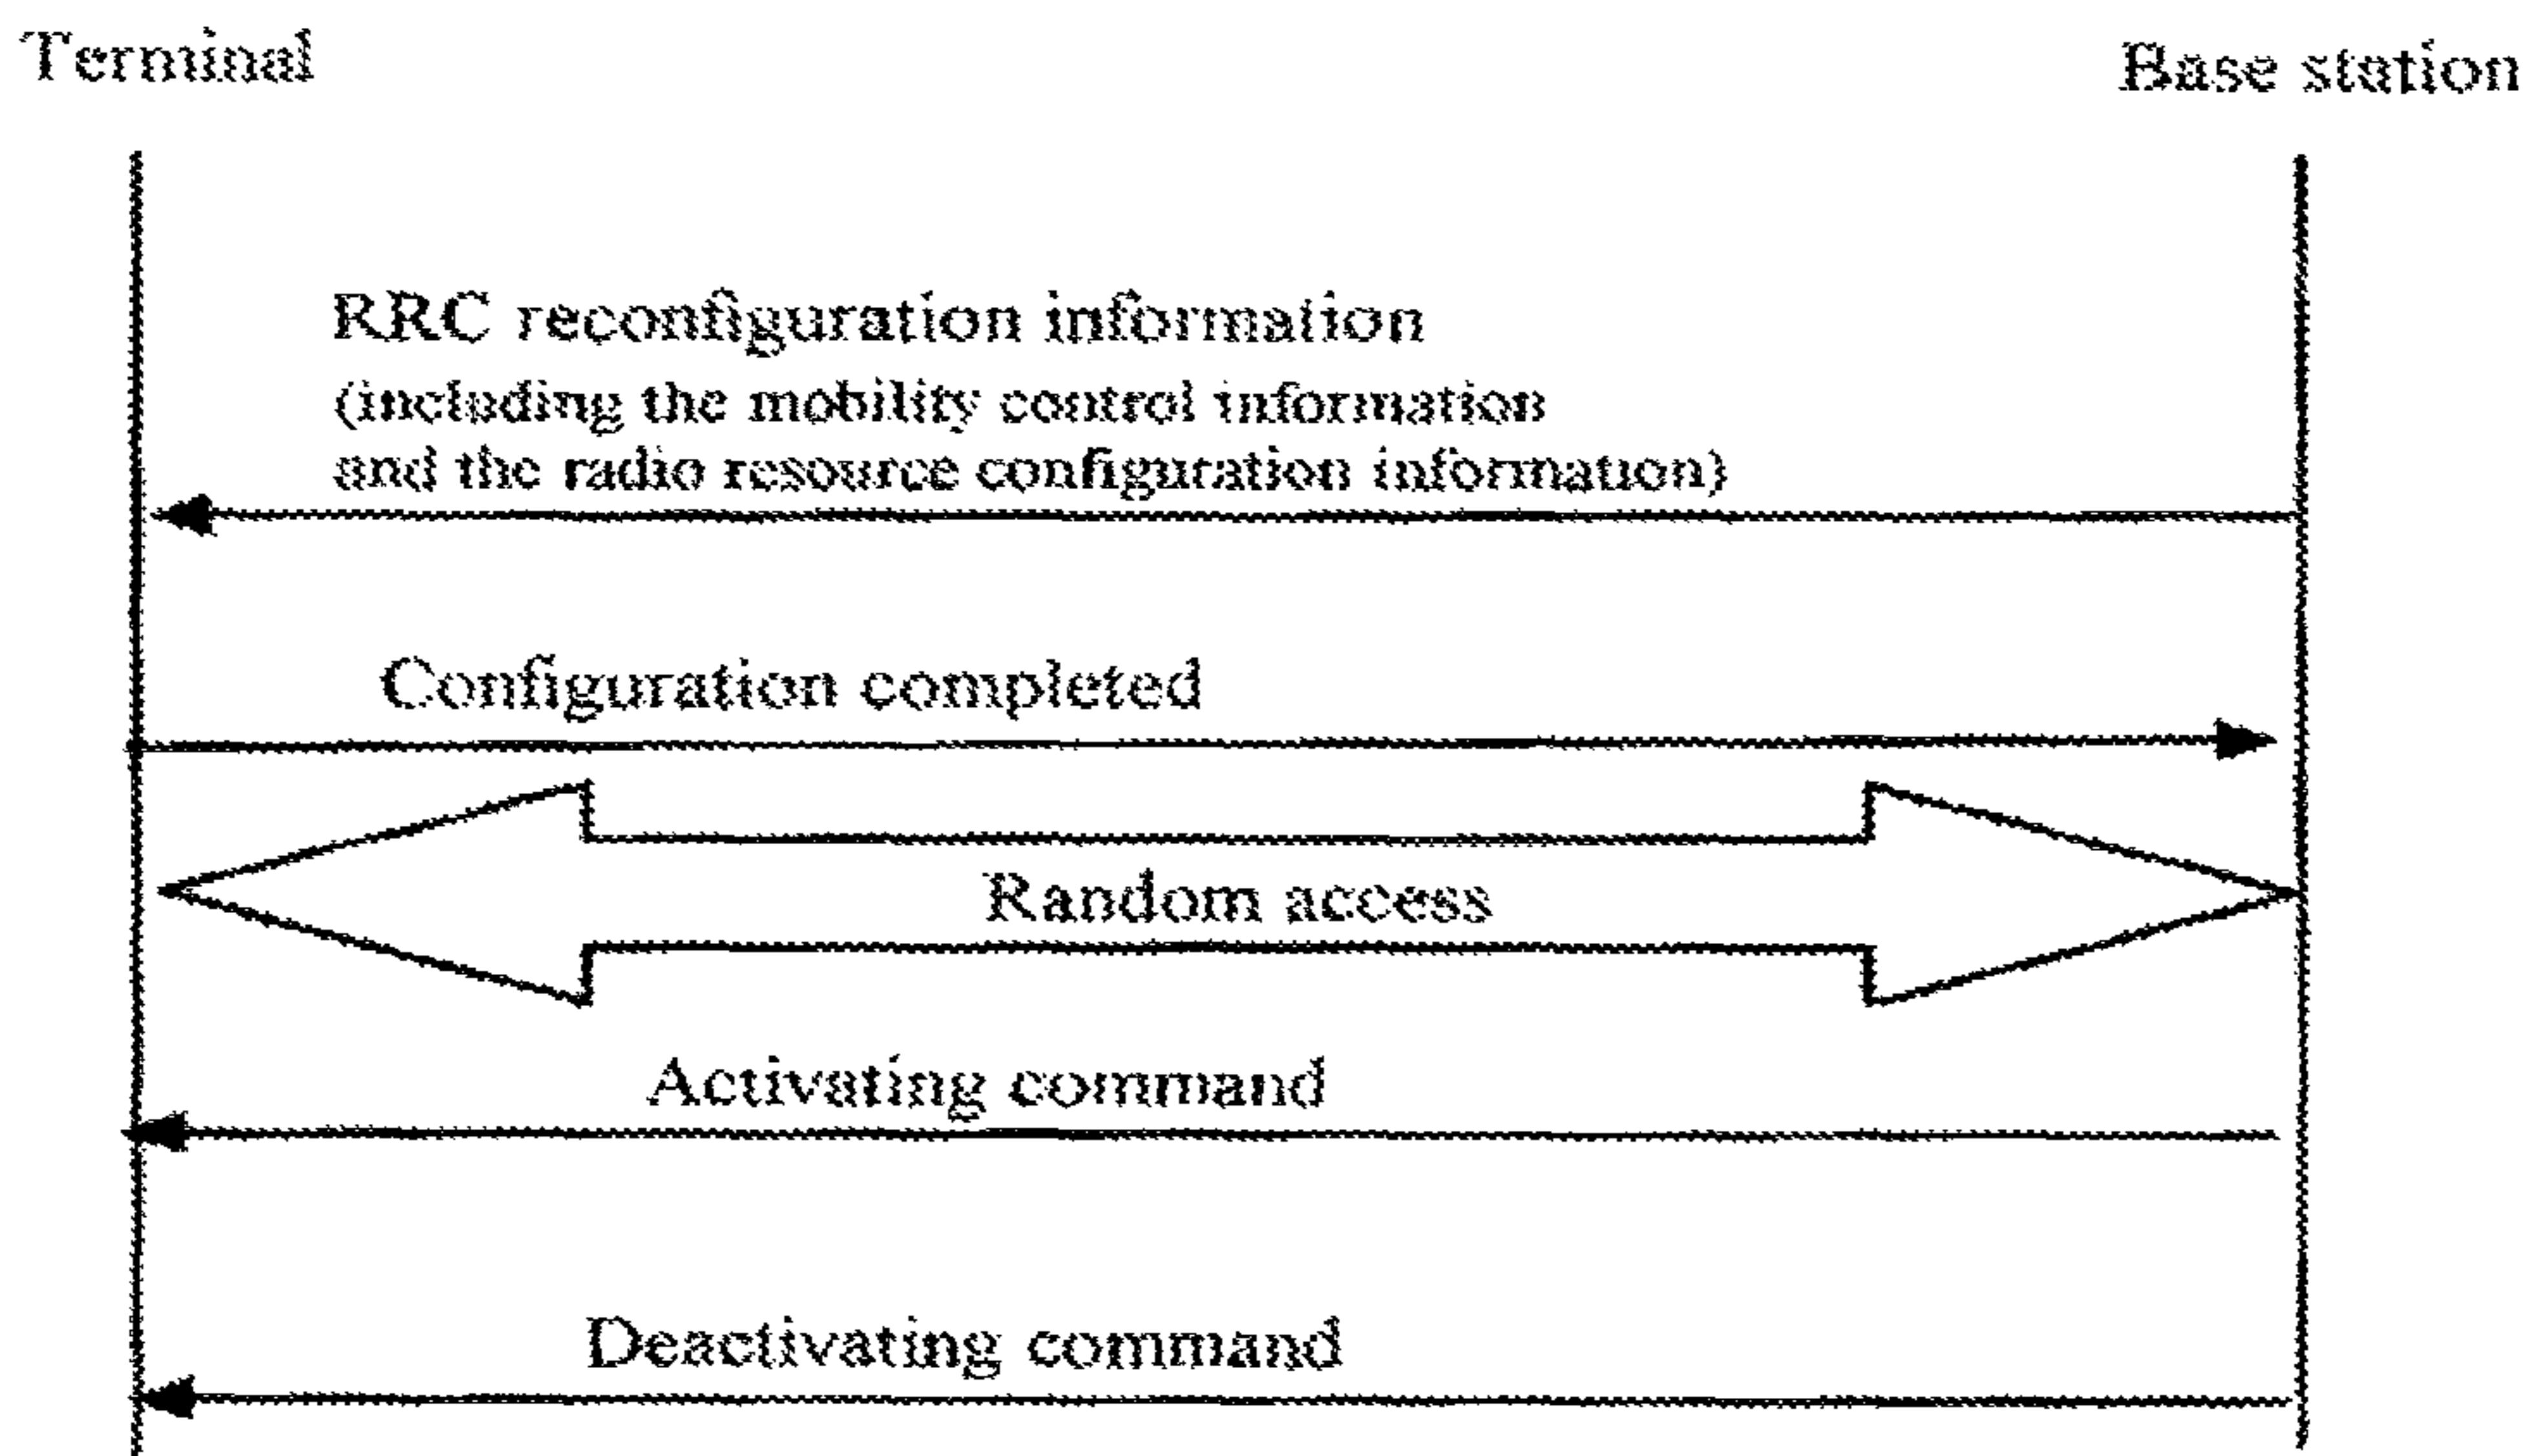 Terminal
Base station
RRC reconfiguration information
(including the mobility control information
and the radio resource configuration information)
Configuration completed
Random access
Activating command
Deactivating command